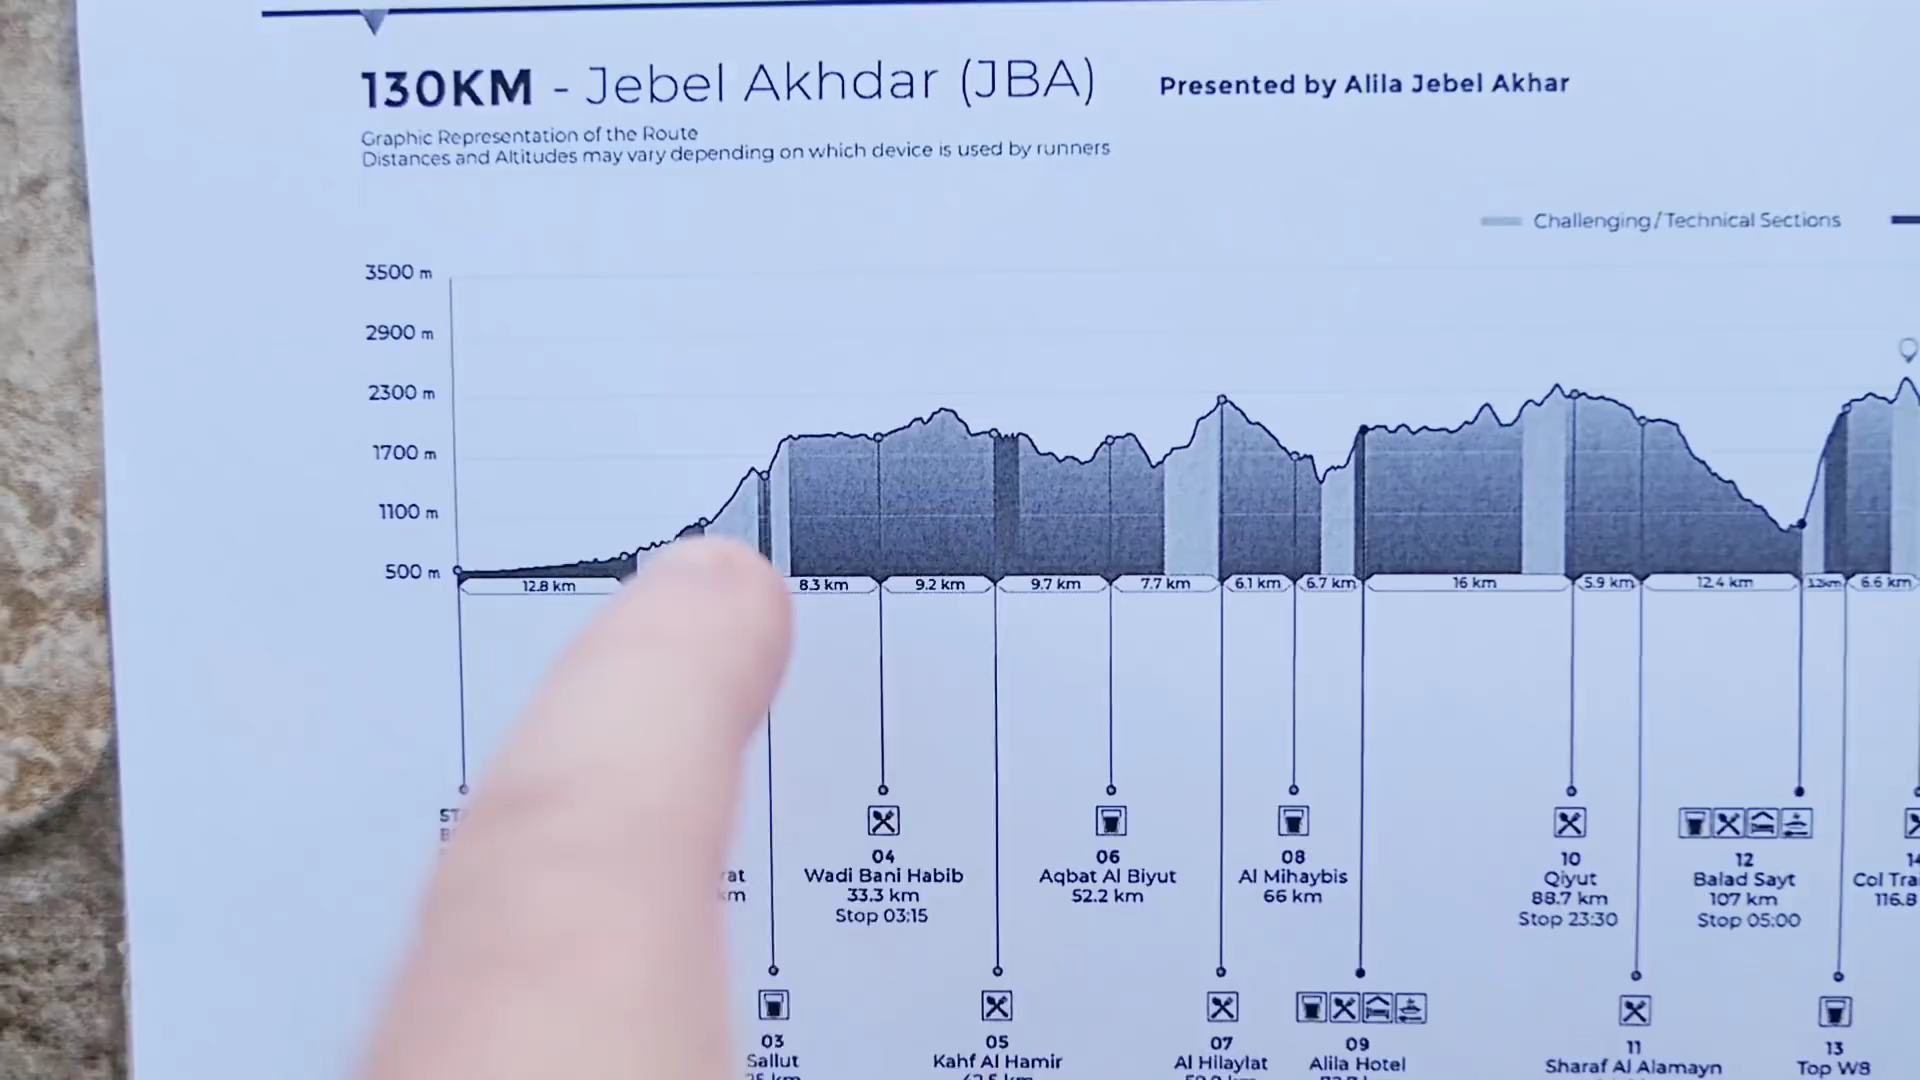 130KM - Jebel Akhdar (JBA)
Presented by Alila Jebel Akhar
Graphic Representation of the Route
Distances and Altitudes may vary depending on which device is used by runners
Challenging/Technical Sections
3500 m
2900 m
2300 m
1700 m
1100 m
500 m
12.8 km
8.3 km
9.2 km
9.7 km
7.7 km
6.1 km
6.7 km
16 km
5.9 km
12.4 km
6.6 km
04
Wadi Bani Habib
33.3 km
Stop 03:15
06
Aqbat Al Biyut
52.2 km
08
Al Mihaybis
66 km
10
Qiyut
88.7 km
Stop 23:30
12
Balad Sayt
107 km
Stop 05:00
Col
116.8
03
Sallut
05
Kahf Al Hamir
07
Al Hilaylat
09
Alila Hotel
11
Sharaf Al Alamayn
13
Top W8